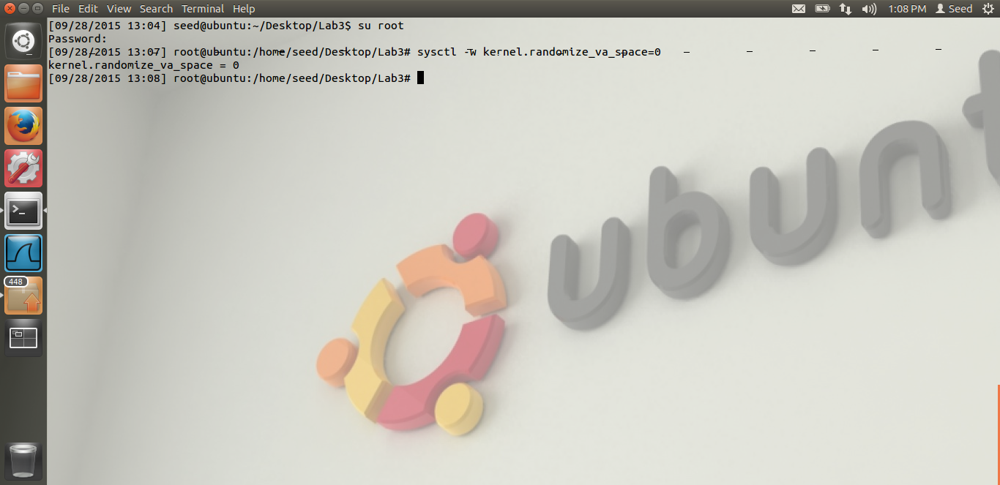 File Edit View Search Terminal Help
1:08 PM Seed
[09/28/2015 13:04] seed@ubuntu:~/Desktop/Lab3$ su root
Password:
[09/28/2015 13:07] root@ubuntu:/home/seed/Desktop/Lab3# sysctl -w kernel.randomize_va_space=0
kernel.randomize_va_space = 0
[09/28/2015 13:08] root@ubuntu:/home/seed/Desktop/Lab3#
448
ubunt